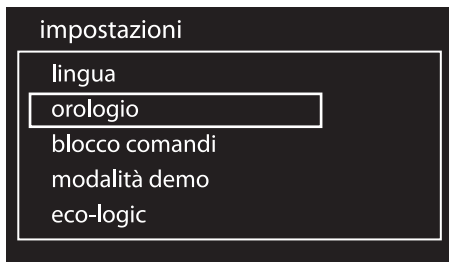 impostazioni
lingua
orologio
blocco comandi
modalità demo
eco-logic